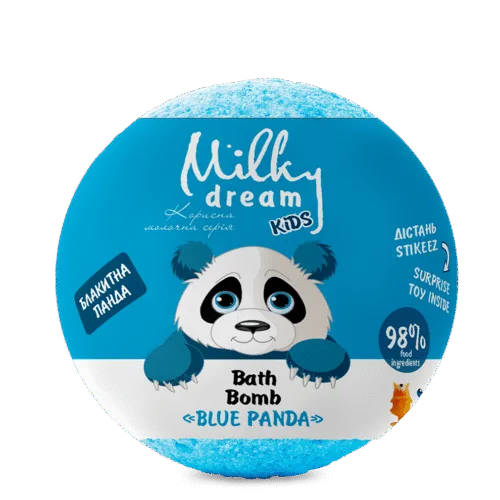 Milky
dream
KiDS
Корисна
молочна серія
БЛАКИТНА
ПАНДА
ДІСТАНЬ
STIKEEZ
SURPRISE
TOY INSIDE
98%
food
ingredients
Bath
Bomb
«BLUE PANDA»